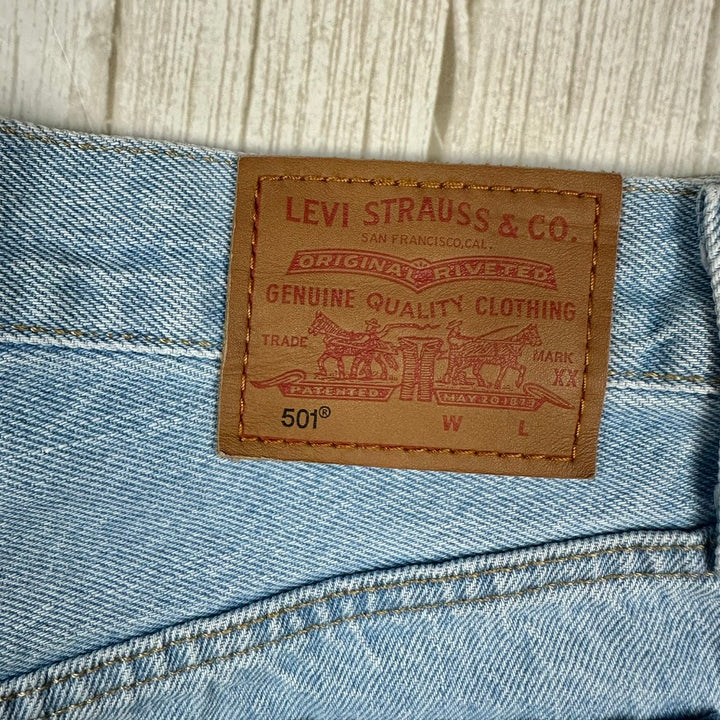 LEVI STRAUSS & CO.
SAN FRANCISCO, CAL.
ORIGINAL RIVETED
GENUINE QUALITY CLOTHING
TRADE MARK
XX
PATENTED MAY 20 1873
501® W L